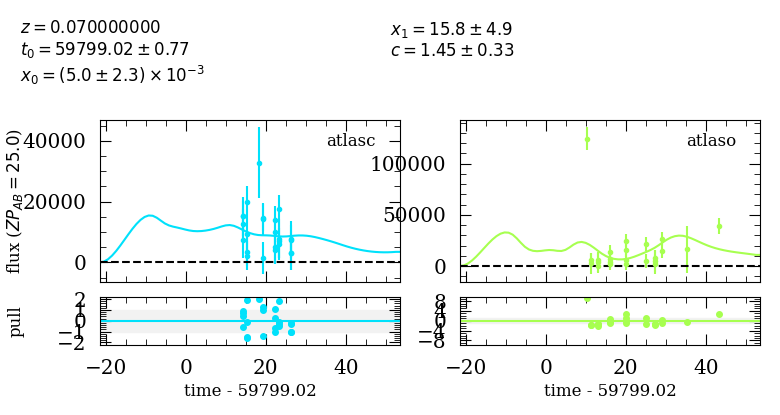 z = 0.070000000
t₀ = 59799.02 ± 0.77
x₀ = (5.0 ± 2.3) × 10⁻³
x₁ = 15.8 ± 4.9
c = 1.45 ± 0.33
flux (ZP_AB = 25.0)
40000
20000
0
atlasc
100000
50000
0
atlaso
pull
2
1
0
−1
−2
8
4
0
−4
−8
−20 0 20 40
−20 0 20 40
time - 59799.02
time - 59799.02